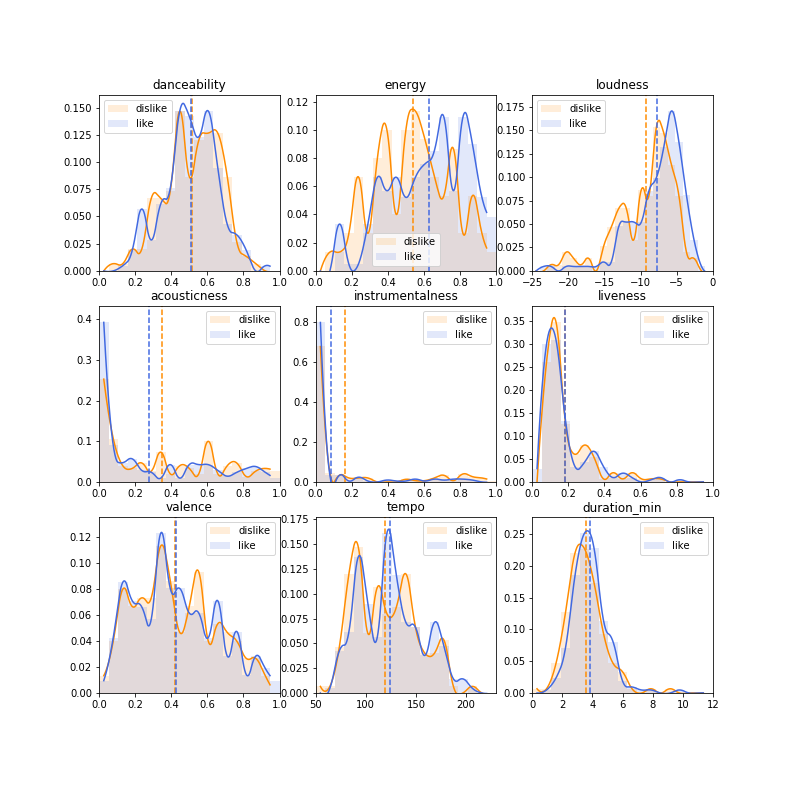 danceability
energy
loudness
0.150
0.125
0.100
0.075
0.050
0.025
0.000
dislike
like
0.0 0.2 0.4 0.6 0.8 1.0
0.12
0.10
0.08
0.06
0.04
0.02
0.00
dislike
like
0.0 0.2 0.4 0.6 0.8 1.0
0.175
0.150
0.125
0.100
0.075
0.050
0.025
0.000
dislike
like
−25 −20 −15 −10 −5 0
acousticness
instrumentalness
liveness
0.4
0.3
0.2
0.1
0.0
dislike
like
0.0 0.2 0.4 0.6 0.8 1.0
0.8
0.6
0.4
0.2
0.0
dislike
like
0.0 0.2 0.4 0.6 0.8 1.0
0.35
0.30
0.25
0.20
0.15
0.10
0.05
0.00
dislike
like
0.0 0.2 0.4 0.6 0.8 1.0
valence
tempo
duration_min
0.12
0.10
0.08
0.06
0.04
0.02
0.00
dislike
like
0.0 0.2 0.4 0.6 0.8 1.0
0.175
0.150
0.125
0.100
0.075
0.050
0.025
0.000
dislike
like
50 100 150 200
0.25
0.20
0.15
0.10
0.05
0.00
dislike
like
0 2 4 6 8 10 12